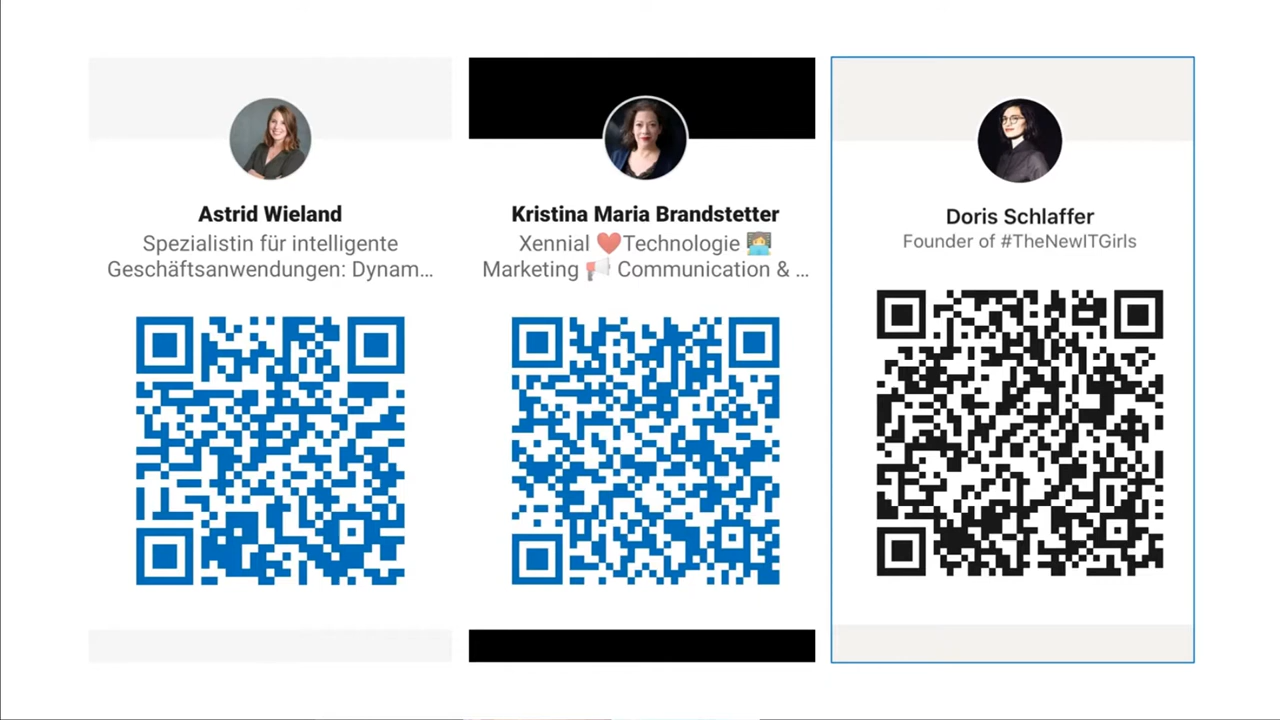 Astrid Wieland
Spezialistin für intelligente
Geschäftsanwendungen: Dynam...
Kristina Maria Brandstetter
Xennial ❤️Technologie 👩‍💻
Marketing 📢 Communication & ...
Doris Schlaffer
Founder of #TheNewITGirls